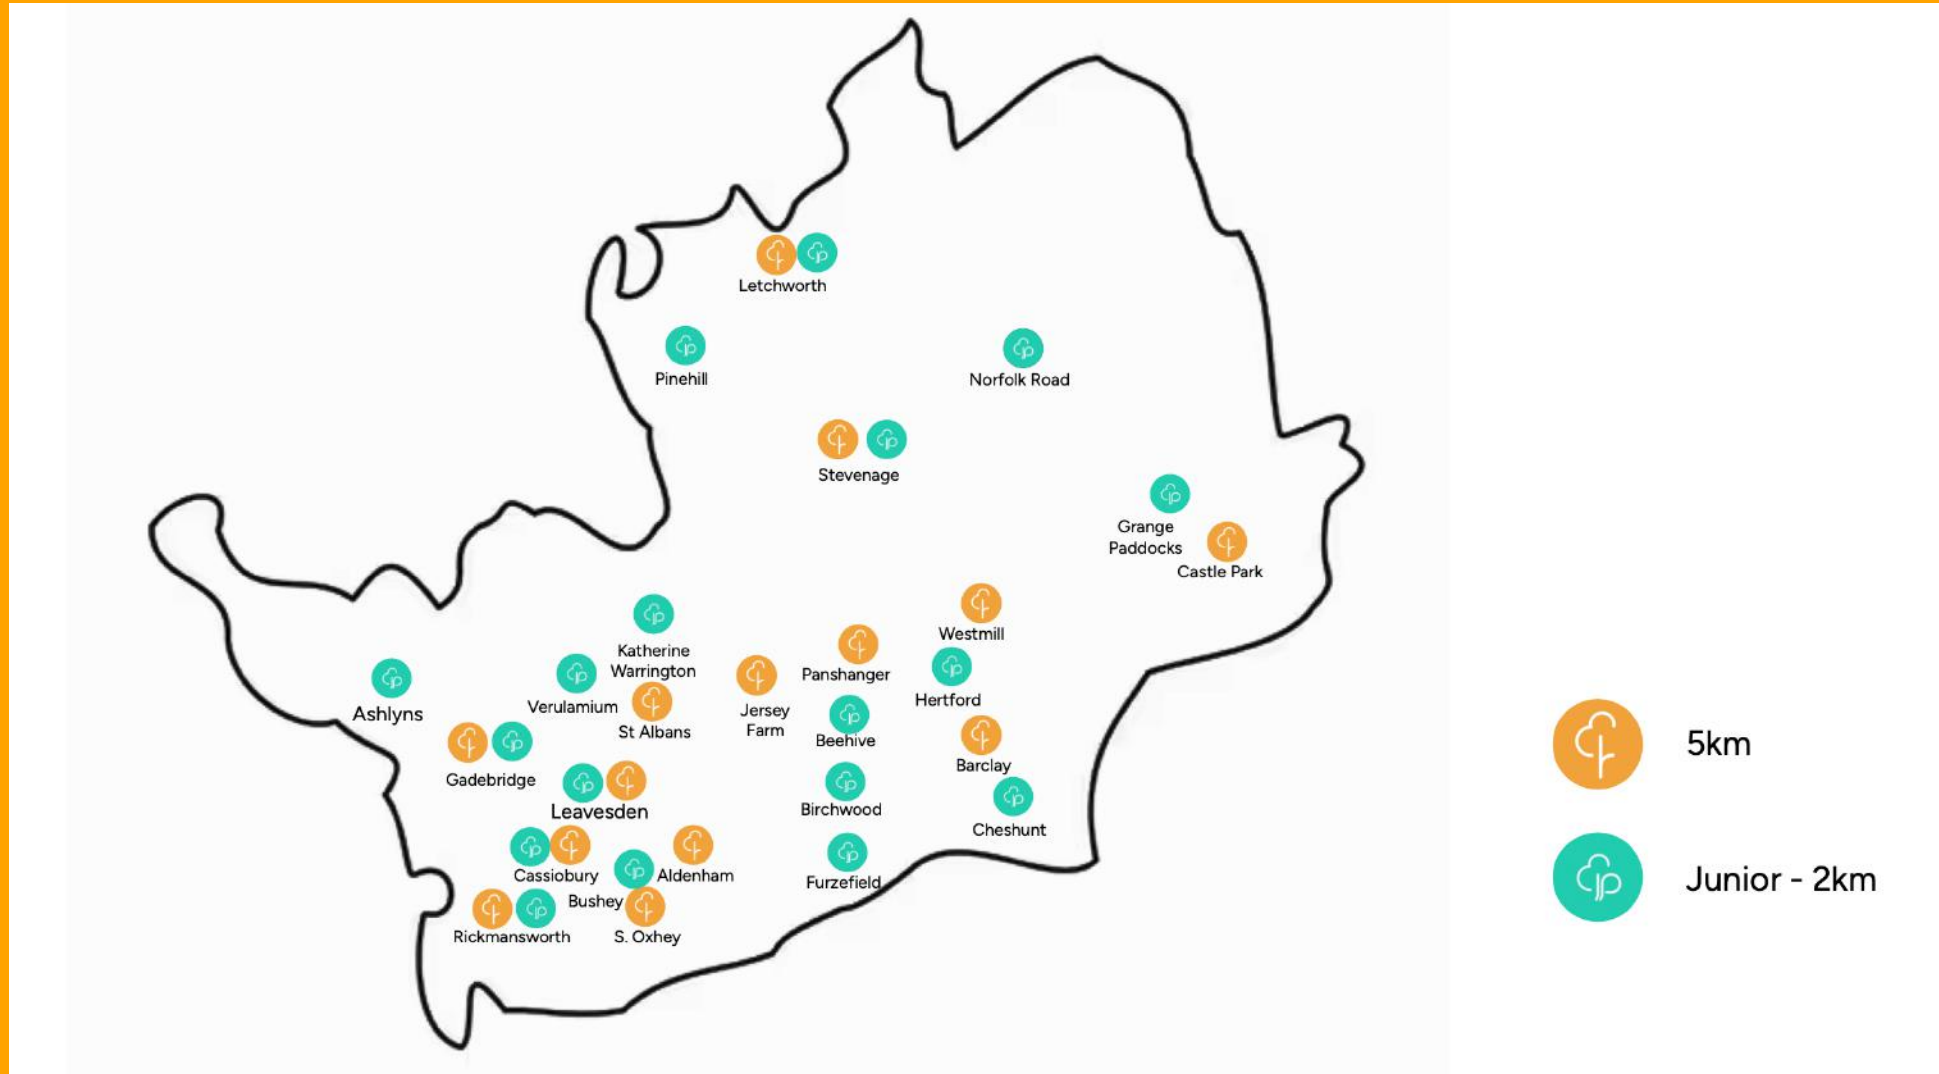 Letchworth
Pinehill
Norfolk Road
Stevenage
Grange
Paddocks
Castle Park
Westmill
Katherine
Warrington
Panshanger
Hertford
Verulamium
Ashlyns
St Albans
Jersey
Farm
Beehive
Barclay
Gadebridge
Leavesden
Birchwood
Cheshunt
Cassiobury
Aldenham
Furzefield
Bushey
Rickmansworth
S. Oxhey
5km
Junior - 2km